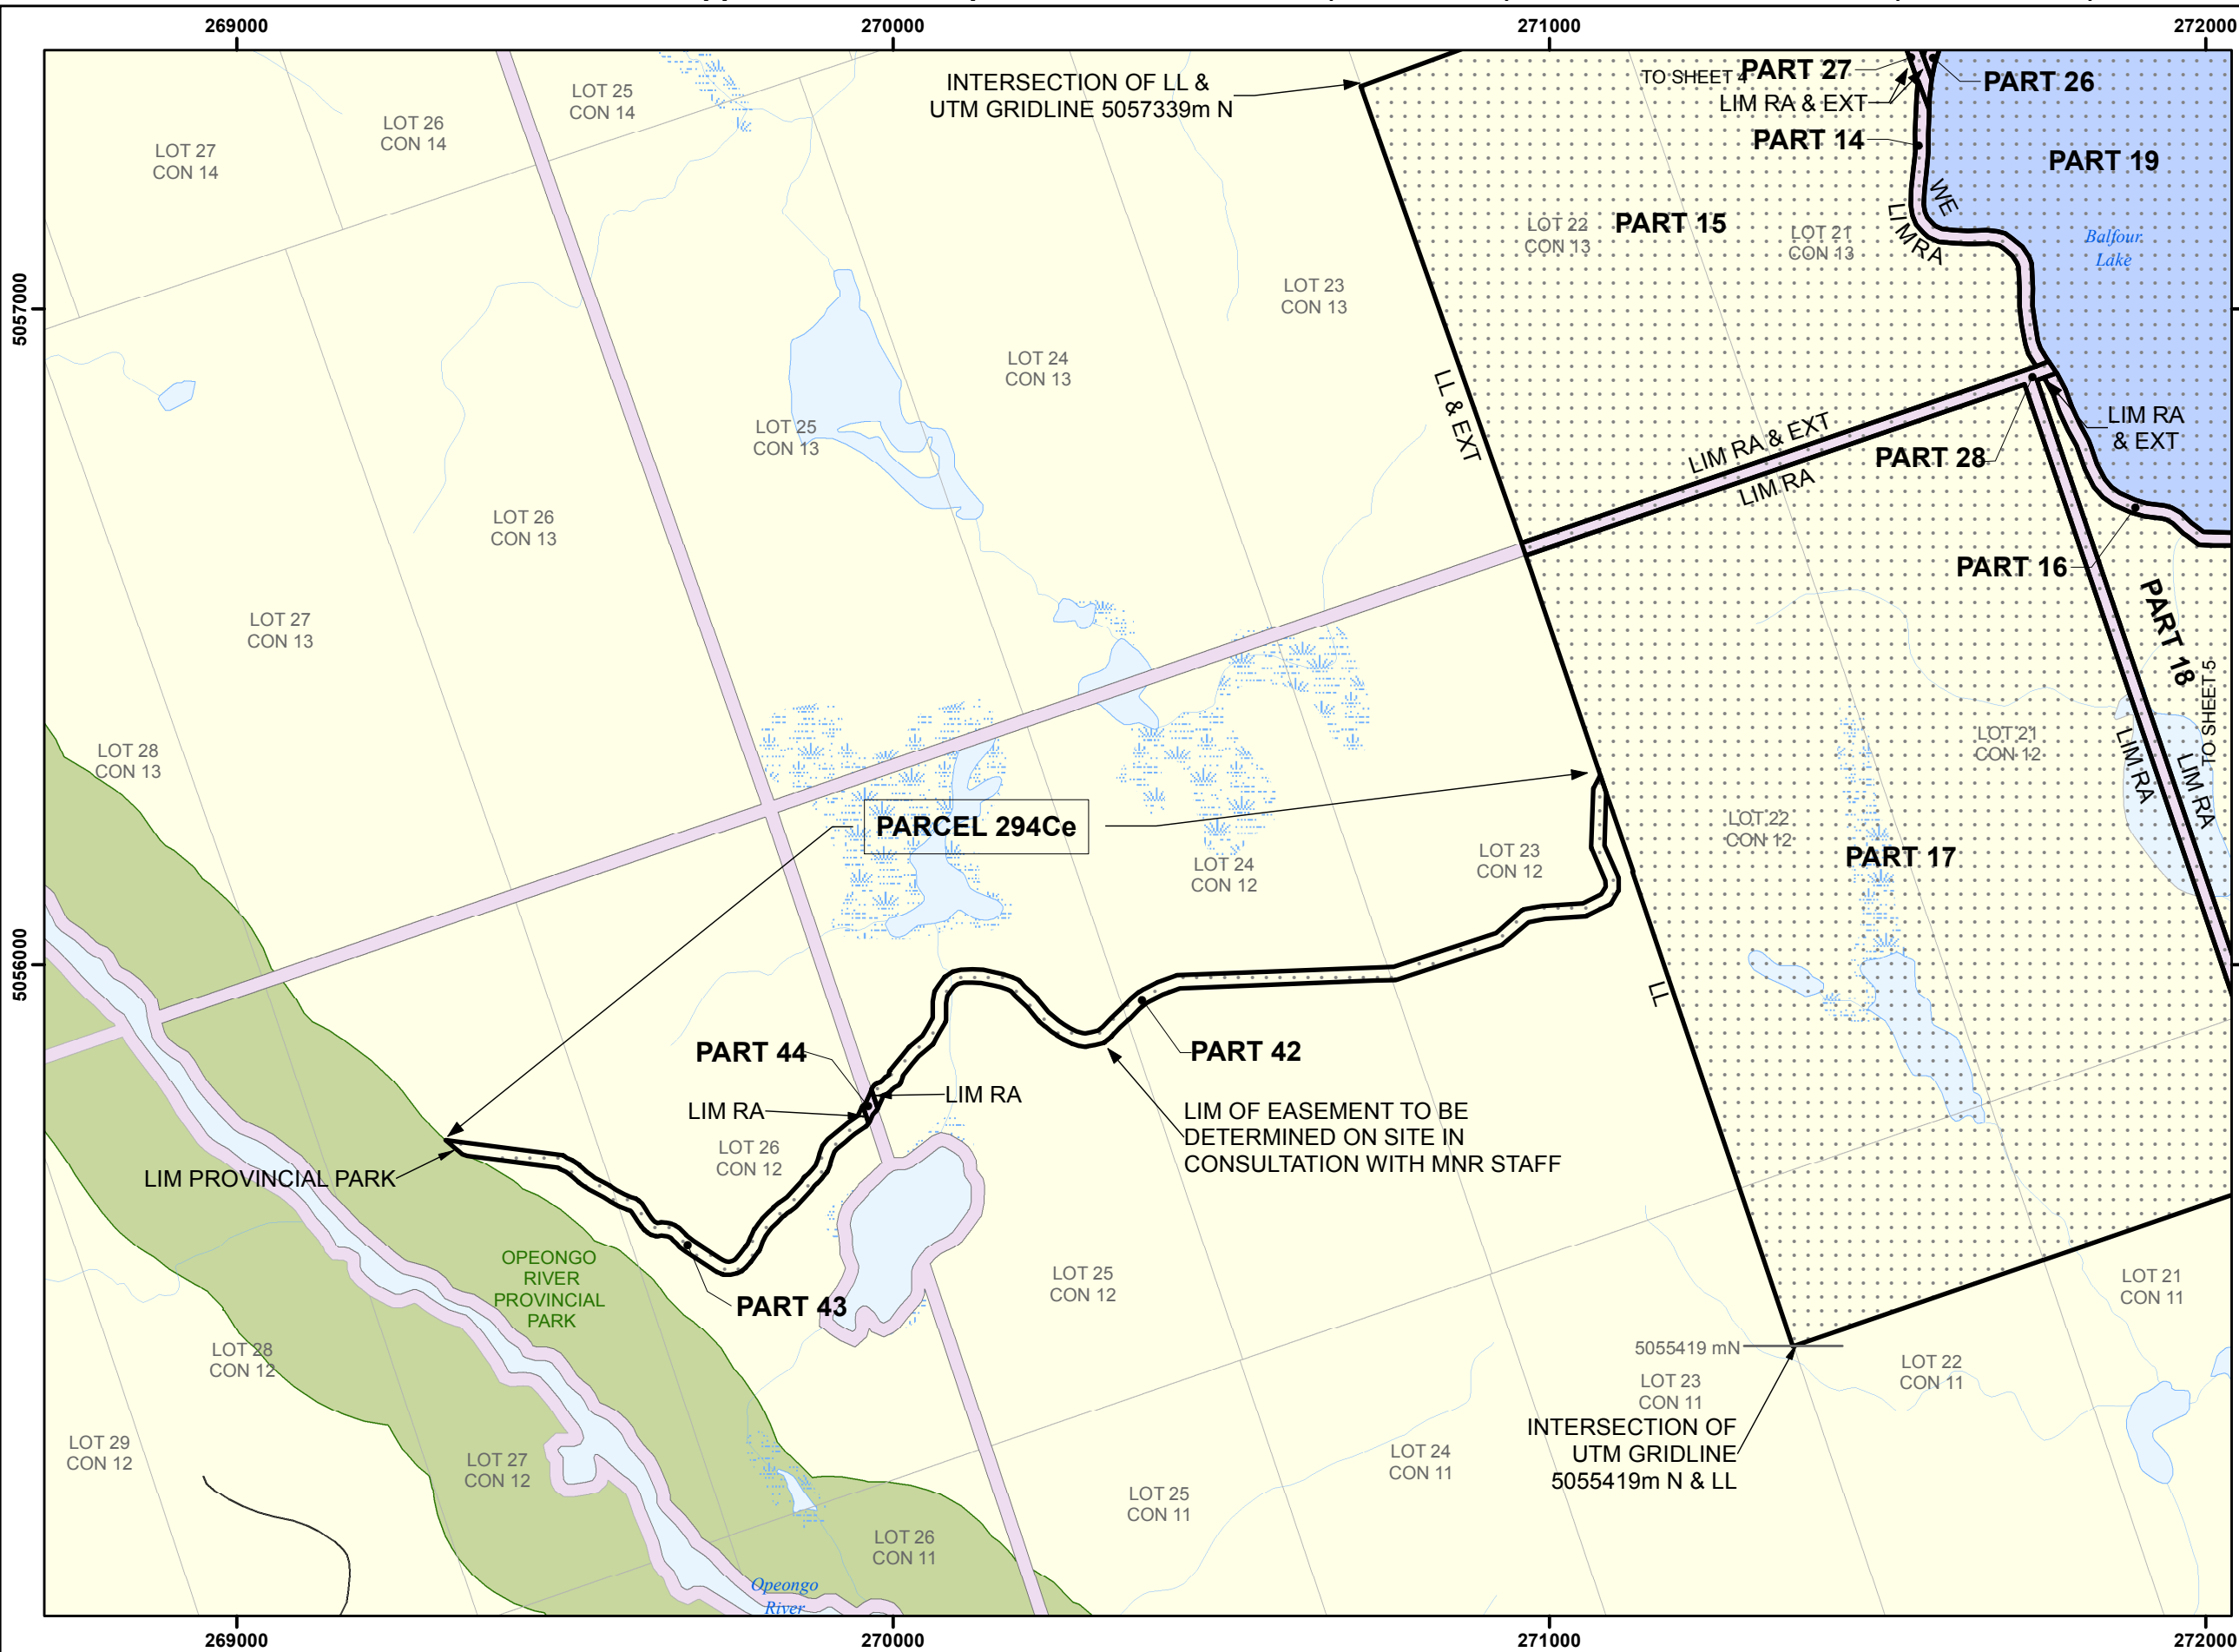 269000
270000
271000
272000
INTERSECTION OF LL &
UTM GRIDLINE 5057339m N
TO SHEET 4
PART 27
LIM RA & EXT
PART 26
PART 14
PART 19
LOT 25
CON 14
LOT 26
CON 14
LOT 27
CON 14
WE
LIM RA
LOT 22
CON 13
PART 15
LOT 21
CON 13
Balfour
Lake
5057000
LOT 23
CON 13
LOT 24
CON 13
LOT 25
CON 13
LL & EXT
LIM RA & EXT
LIM RA
PART 28
LIM RA
& EXT
LOT 26
CON 13
PART 16
PART 18
LOT 27
CON 13
TO SHEET 5
LOT 28
CON 13
LOT 21
CON 12
LIM RA
LIM RA
PARCEL 294Ce
LOT 22
CON 12
PART 17
LOT 24
CON 12
LOT 23
CON 12
5056000
LL
PART 44
PART 42
LIM RA
LIM RA
LIM OF EASEMENT TO BE
DETERMINED ON SITE IN
CONSULTATION WITH MNR STAFF
LOT 26
CON 12
LIM PROVINCIAL PARK
OPEONGO
RIVER
PROVINCIAL
PARK
PART 43
LOT 25
CON 12
LOT 21
CON 11
LOT 28
CON 12
5055419 mN
LOT 22
CON 11
LOT 23
CON 11
INTERSECTION OF
UTM GRIDLINE
5055419m N & LL
LOT 29
CON 12
LOT 27
CON 12
LOT 24
CON 11
LOT 25
CON 11
LOT 26
CON 11
Opeongo
River
269000
270000
271000
272000